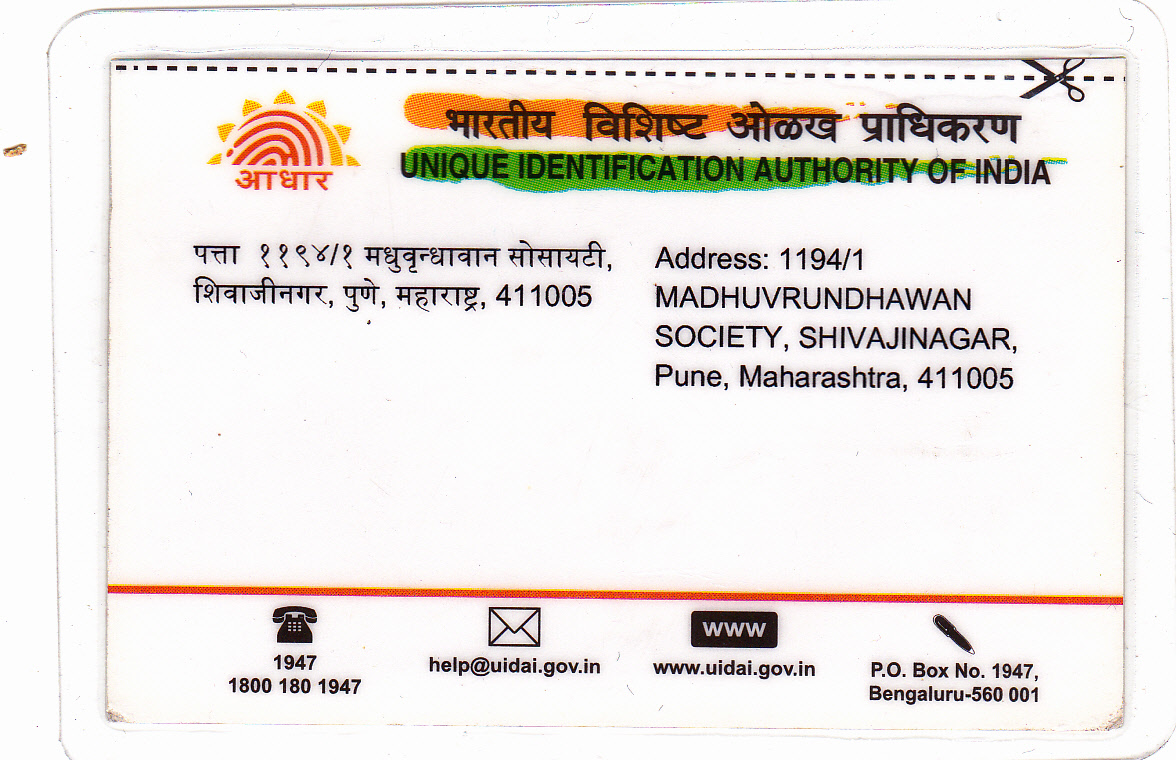 आधार
भारतीय विशिष्ट ओळख प्राधिकरण
UNIQUE IDENTIFICATION AUTHORITY OF INDIA
पत्ता ११९४/१ मधुवृन्धावान सोसायटी,
शिवाजीनगर, पुणे, महाराष्ट्र, 411005
Address: 1194/1
MADHUVRUNDHAWAN
SOCIETY, SHIVAJINAGAR,
Pune, Maharashtra, 411005
1947
1800 180 1947
help@uidai.gov.in
www
www.uidai.gov.in
P.O. Box No. 1947,
Bengaluru-560 001